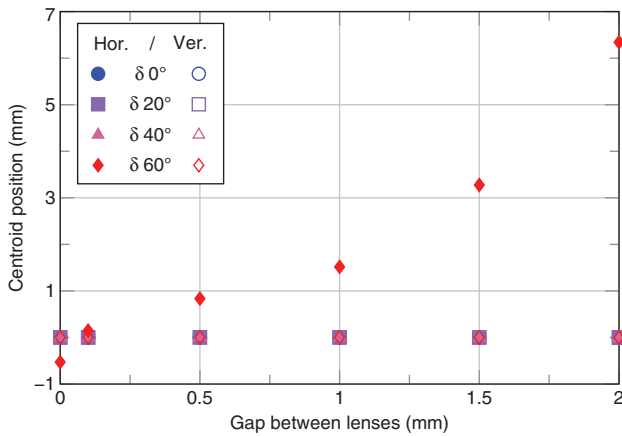 7
5
3
1
−1
Centroid position (mm)
Hor. / Ver.
δ 0°
δ 20°
δ 40°
δ 60°
0 0.5 1 1.5 2
Gap between lenses (mm)